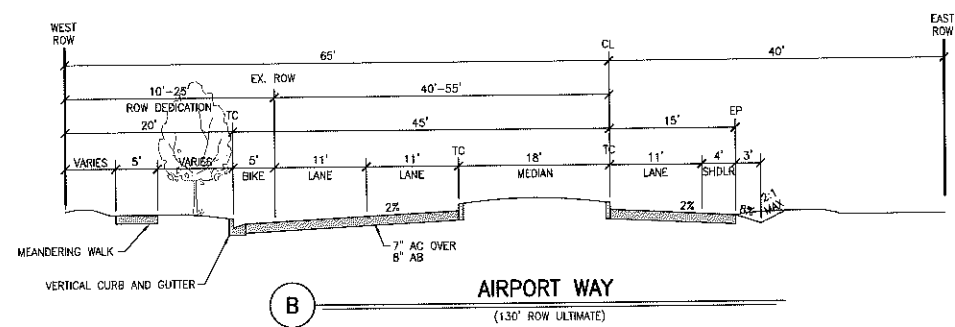 WEST
ROW
EAST
ROW
65'
CL
40'
EX. ROW
10'-25'
ROW DEDICATION
40'-55'
TC
EP
20'
45'
15'
VARIES
5'
VARIES
5'
BIKE
11'
LANE
11'
LANE
TC
18'
MEDIAN
TC
11'
LANE
4'
SHDLR
3'
2%
2%
2:1
MAX
MEANDERING WALK
7" AC OVER
8" AB
VERTICAL CURB AND GUTTER
B
AIRPORT WAY
(130' ROW ULTIMATE)